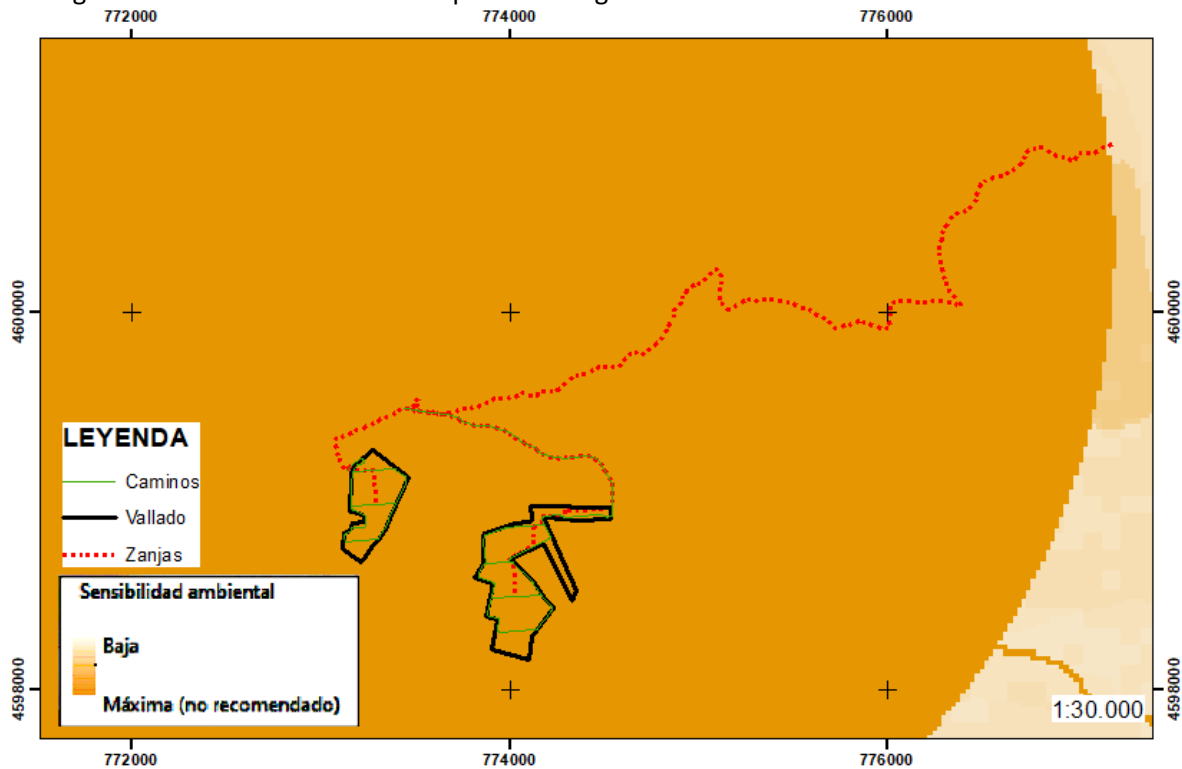 772000
774000
776000
4600000
4600000
LEYENDA
Caminos
Vallado
Zanjas
Sensibilidad ambiental
Baja
Máxima (no recomendado)
4598000
4598000
1:30.000
772000
774000
776000